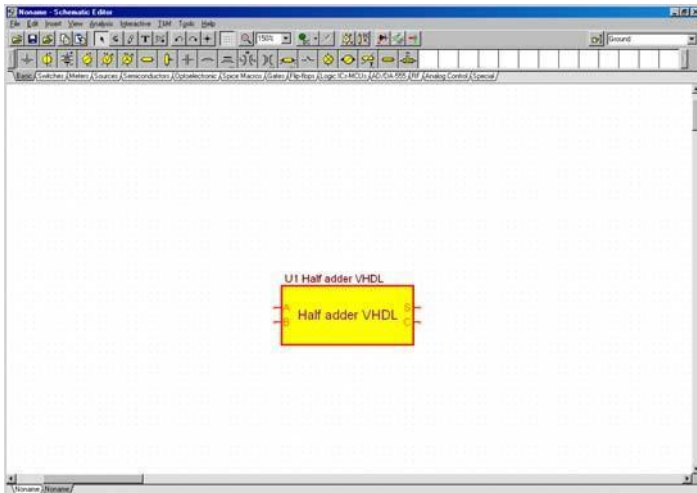 Noname - Schematic Editor
File Edit Insert View Analysis Interactive T&M Tools Help
150% Ground
Basic Switches Meters Sources Semiconductors Optoelectronic Spice Macros Gates Flip-flops Logic ICs-MCUs AD/DA-555 RF Analog Control Special
U1 Half adder VHDL
A S
Half adder VHDL
B C
Noname Noname